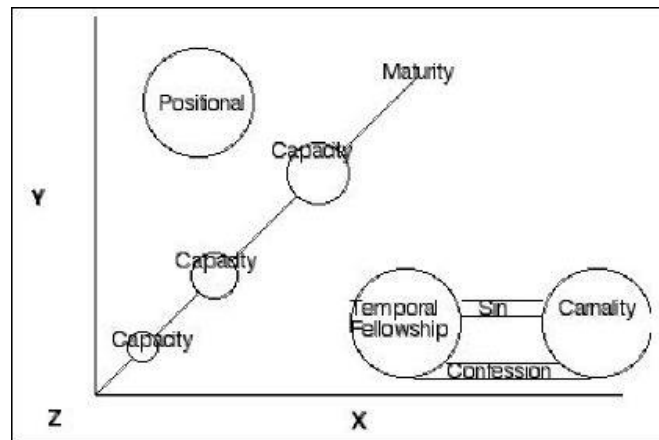 Maturity
Positional
Capacity
Y
Capacity
Temporal
Fellowship
Sin
Carnality
Capacity
Confession
Z
X